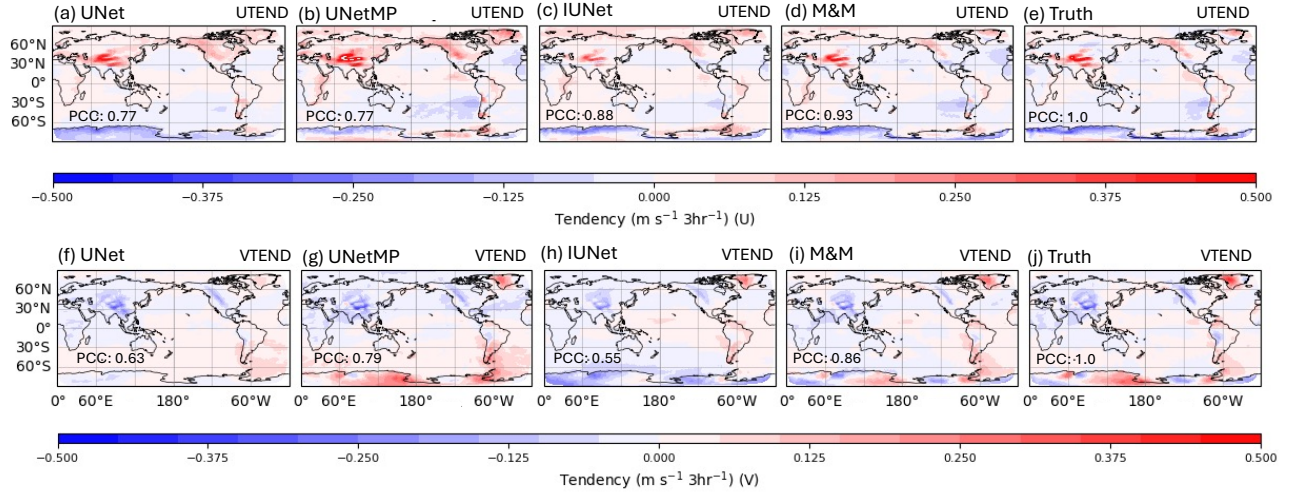 (a) UNet UTEND (b) UNetMP UTEND (c) IUNet UTEND (d) M&M UTEND (e) Truth UTEND
60°N
30°N
0°
30°S
60°S
PCC: 0.77 PCC: 0.77 PCC: 0.88 PCC: 0.93 PCC: 1.0
−0.500 −0.375 −0.250 −0.125 0.000 0.125 0.250 0.375 0.500
Tendency (m s⁻¹ 3hr⁻¹) (U)
(f) UNet VTEND (g) UNetMP VTEND (h) IUNet VTEND (i) M&M VTEND (j) Truth VTEND
60°N
30°N
0°
30°S
60°S
PCC: 0.63 PCC: 0.79 PCC: 0.55 PCC: 0.86 PCC: 1.0
0° 60°E 180° 60°W 0° 60°E 180° 60°W 0° 60°E 180° 60°W 0° 60°E 180° 60°W 0° 60°E 180° 60°W
−0.500 −0.375 −0.250 −0.125 0.000 0.125 0.250 0.375 0.500
Tendency (m s⁻¹ 3hr⁻¹) (V)